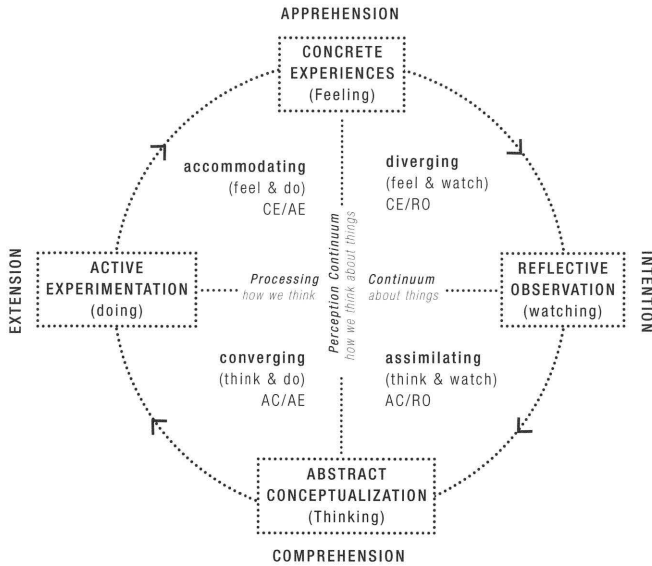 APPREHENSION
CONCRETE
EXPERIENCES
(Feeling)
accommodating
(feel & do)
CE/AE
diverging
(feel & watch)
CE/RO
EXTENSION
ACTIVE
EXPERIMENTATION
(doing)
Processing
how we think
Perception Continuum
how we think about things
Continuum
about things
REFLECTIVE
OBSERVATION
(watching)
INTENTION
converging
(think & do)
AC/AE
assimilating
(think & watch)
AC/RO
ABSTRACT
CONCEPTUALIZATION
(Thinking)
COMPREHENSION